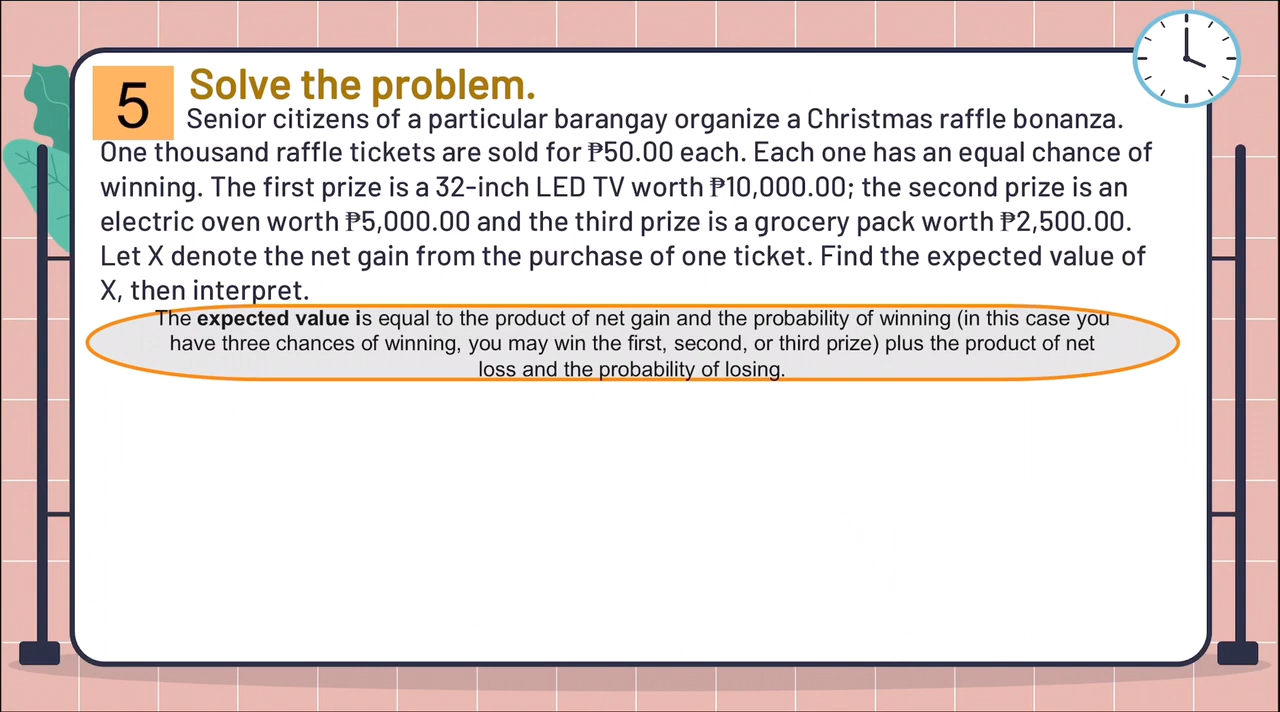 5
Solve the problem.
Senior citizens of a particular barangay organize a Christmas raffle bonanza.
One thousand raffle tickets are sold for ₱50.00 each. Each one has an equal chance of
winning. The first prize is a 32-inch LED TV worth ₱10,000.00; the second prize is an
electric oven worth ₱5,000.00 and the third prize is a grocery pack worth ₱2,500.00.
Let X denote the net gain from the purchase of one ticket. Find the expected value of
X, then interpret.
The expected value is equal to the product of net gain and the probability of winning (in this case you
have three chances of winning, you may win the first, second, or third prize) plus the product of net
loss and the probability of losing.